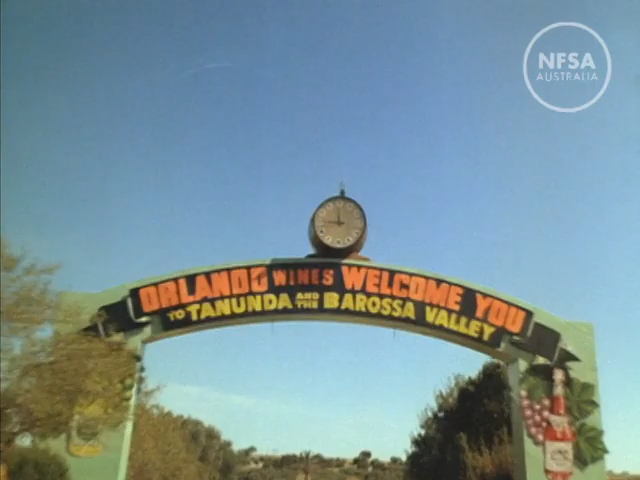 NFSA
AUSTRALIA
ORLANDO WINES WELCOME YOU
TO TANUNDA AND THE BAROSSA VALLEY